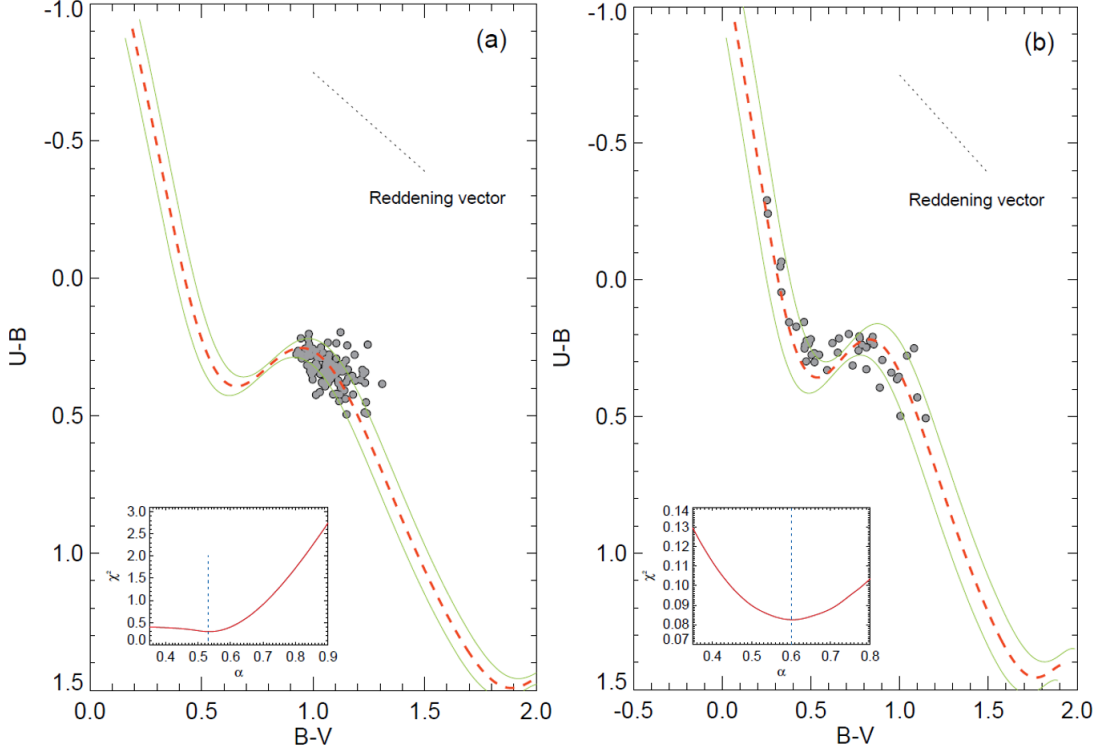 (a)
Reddening vector
U-B
-1.0
-0.5
0.0
0.5
1.0
1.5
χ²
3.0
2.5
2.0
1.5
1.0
0.5
0.0
0.4 0.5 0.6 0.7 0.8 0.9
α
0.0 0.5 1.0 1.5 2.0
B-V
(b)
Reddening vector
U-B
-1.0
-0.5
0.0
0.5
1.0
1.5
χ²
0.14
0.13
0.12
0.11
0.10
0.09
0.08
0.07
0.4 0.5 0.6 0.7 0.8
α
-0.5 0.0 0.5 1.0 1.5 2.0
B-V